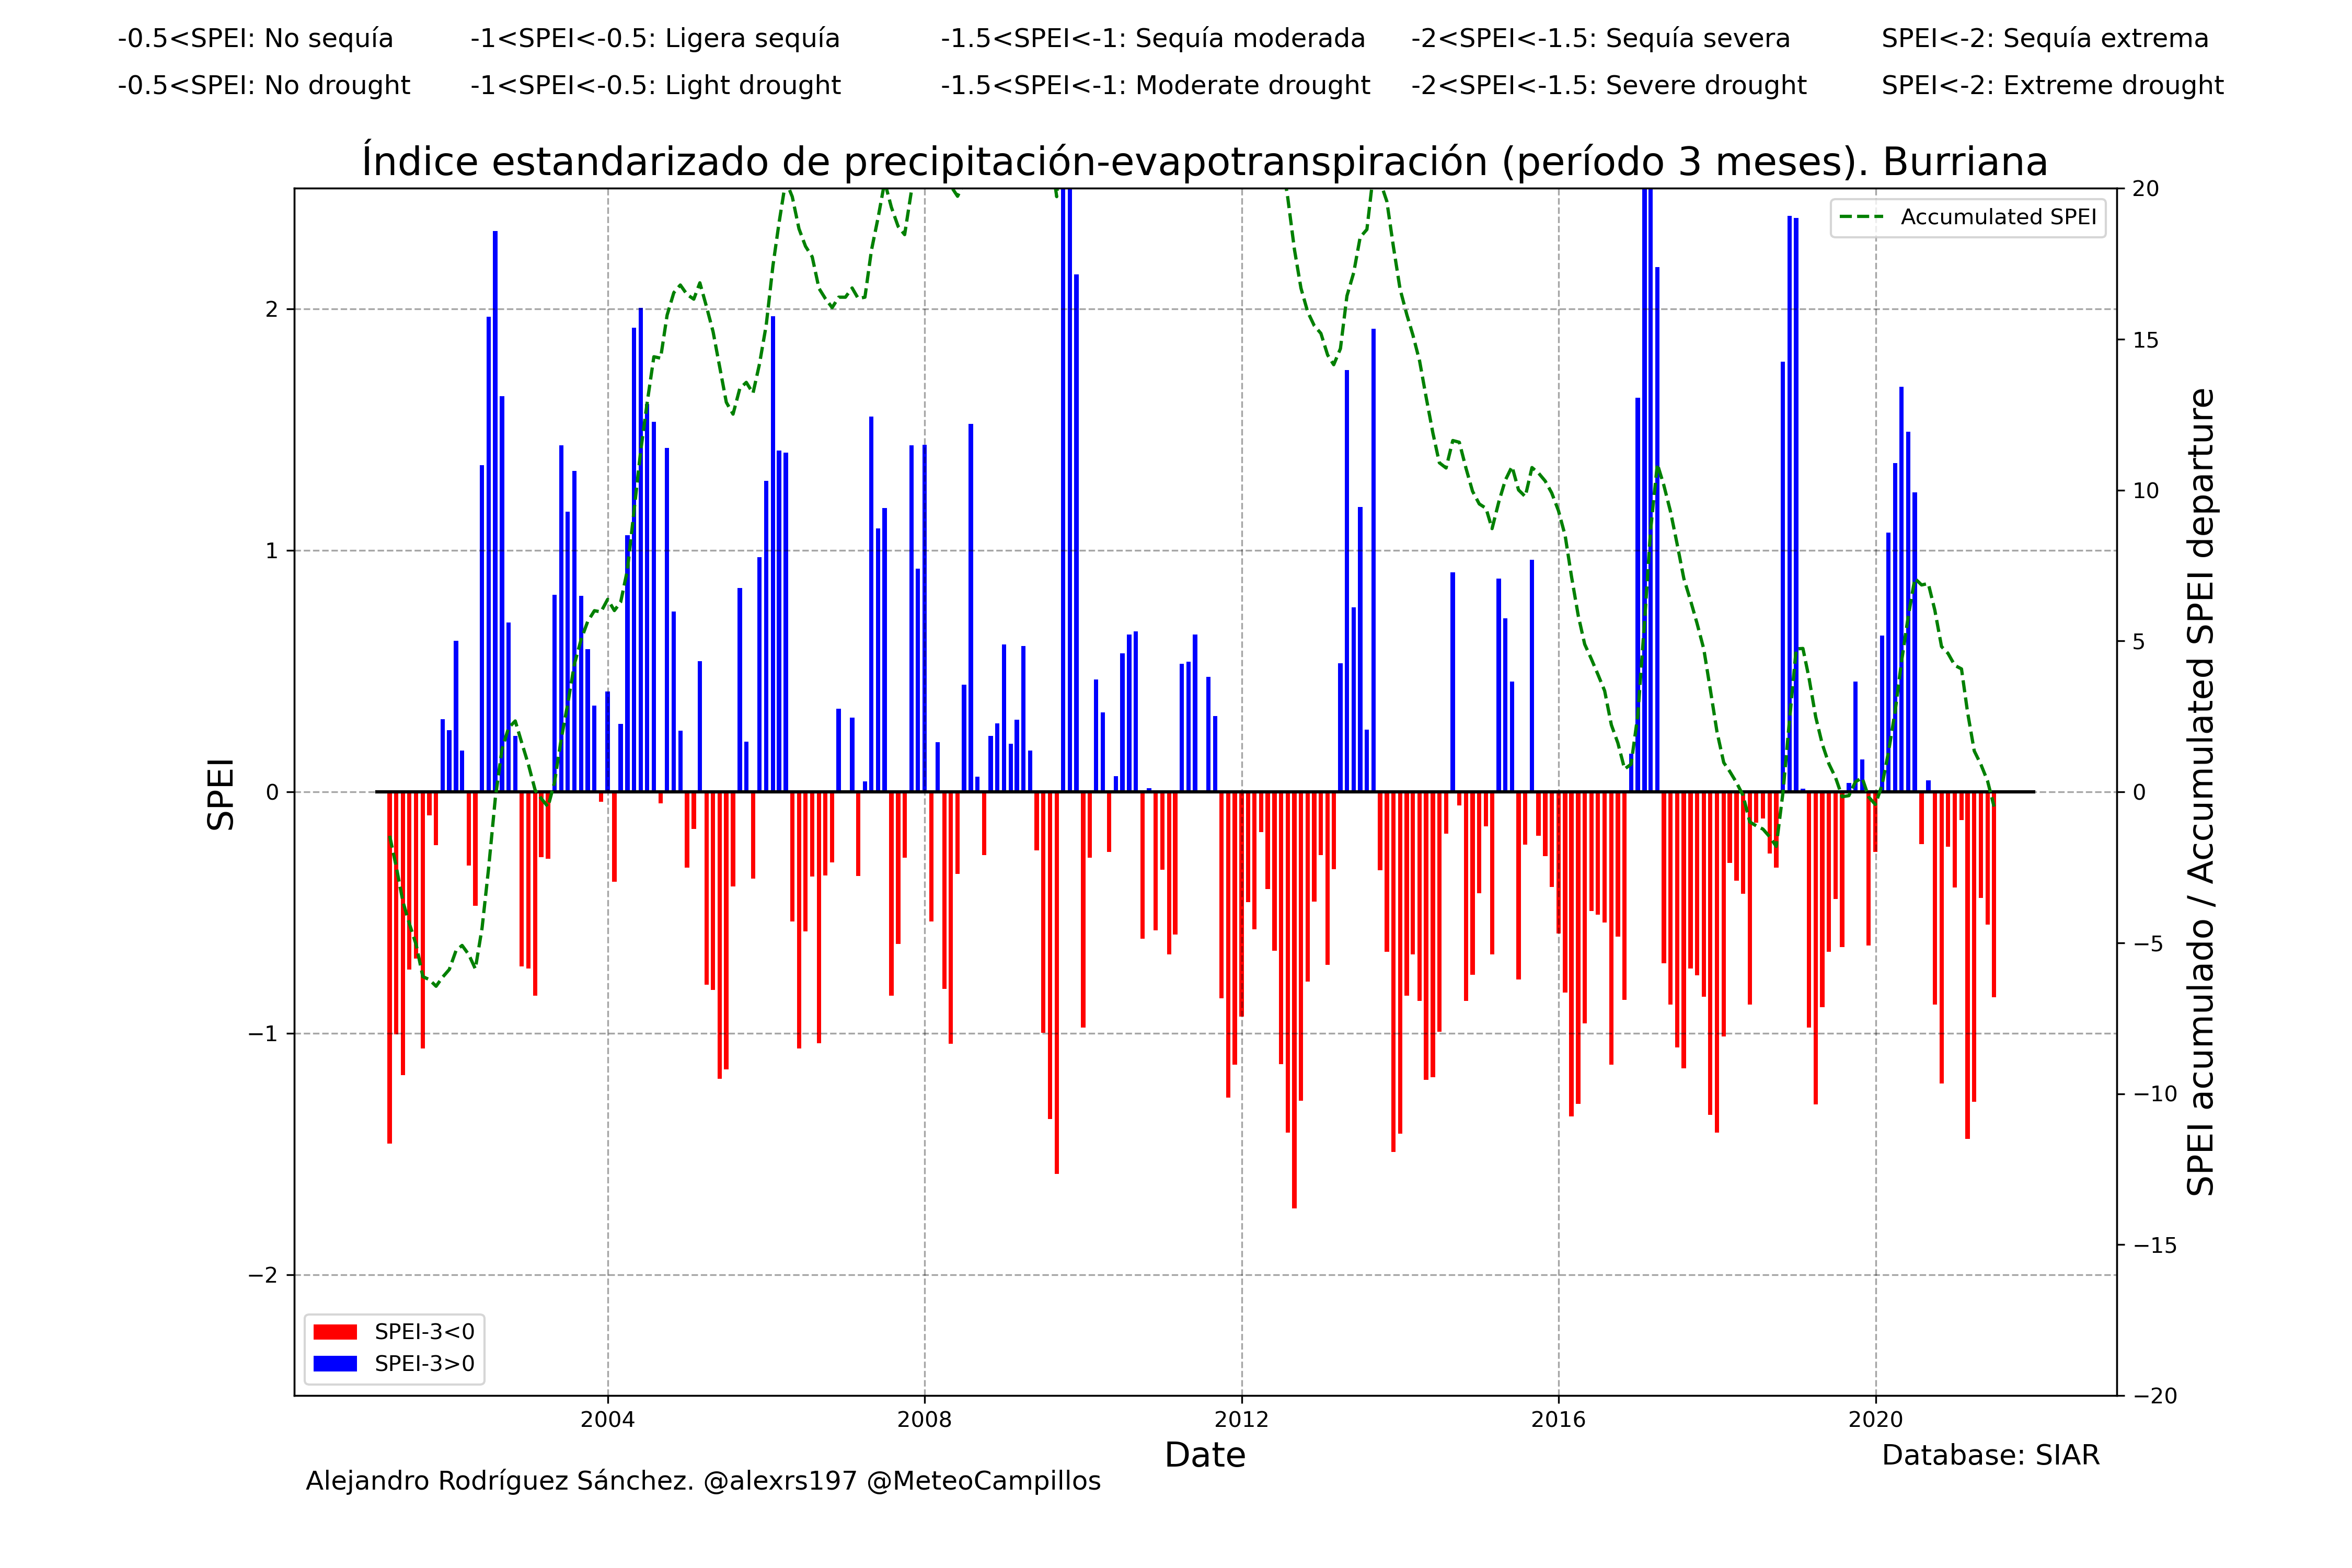 -0.5<SPEI: No sequía -1<SPEI<-0.5: Ligera sequía -1.5<SPEI<-1: Sequía moderada -2<SPEI<-1.5: Sequía severa SPEI<-2: Sequía extrema
-0.5<SPEI: No drought -1<SPEI<-0.5: Light drought -1.5<SPEI<-1: Moderate drought -2<SPEI<-1.5: Severe drought SPEI<-2: Extreme drought
Índice estandarizado de precipitación-evapotranspiración (período 3 meses). Burriana
Accumulated SPEI
SPEI
2
1
0
−1
−2
20
15
10
5
0
−5
−10
−15
−20
SPEI acumulado / Accumulated SPEI departure
SPEI-3<0
SPEI-3>0
2004 2008 2012 2016 2020
Date
Database: SIAR
Alejandro Rodríguez Sánchez. @alexrs197 @MeteoCampillos